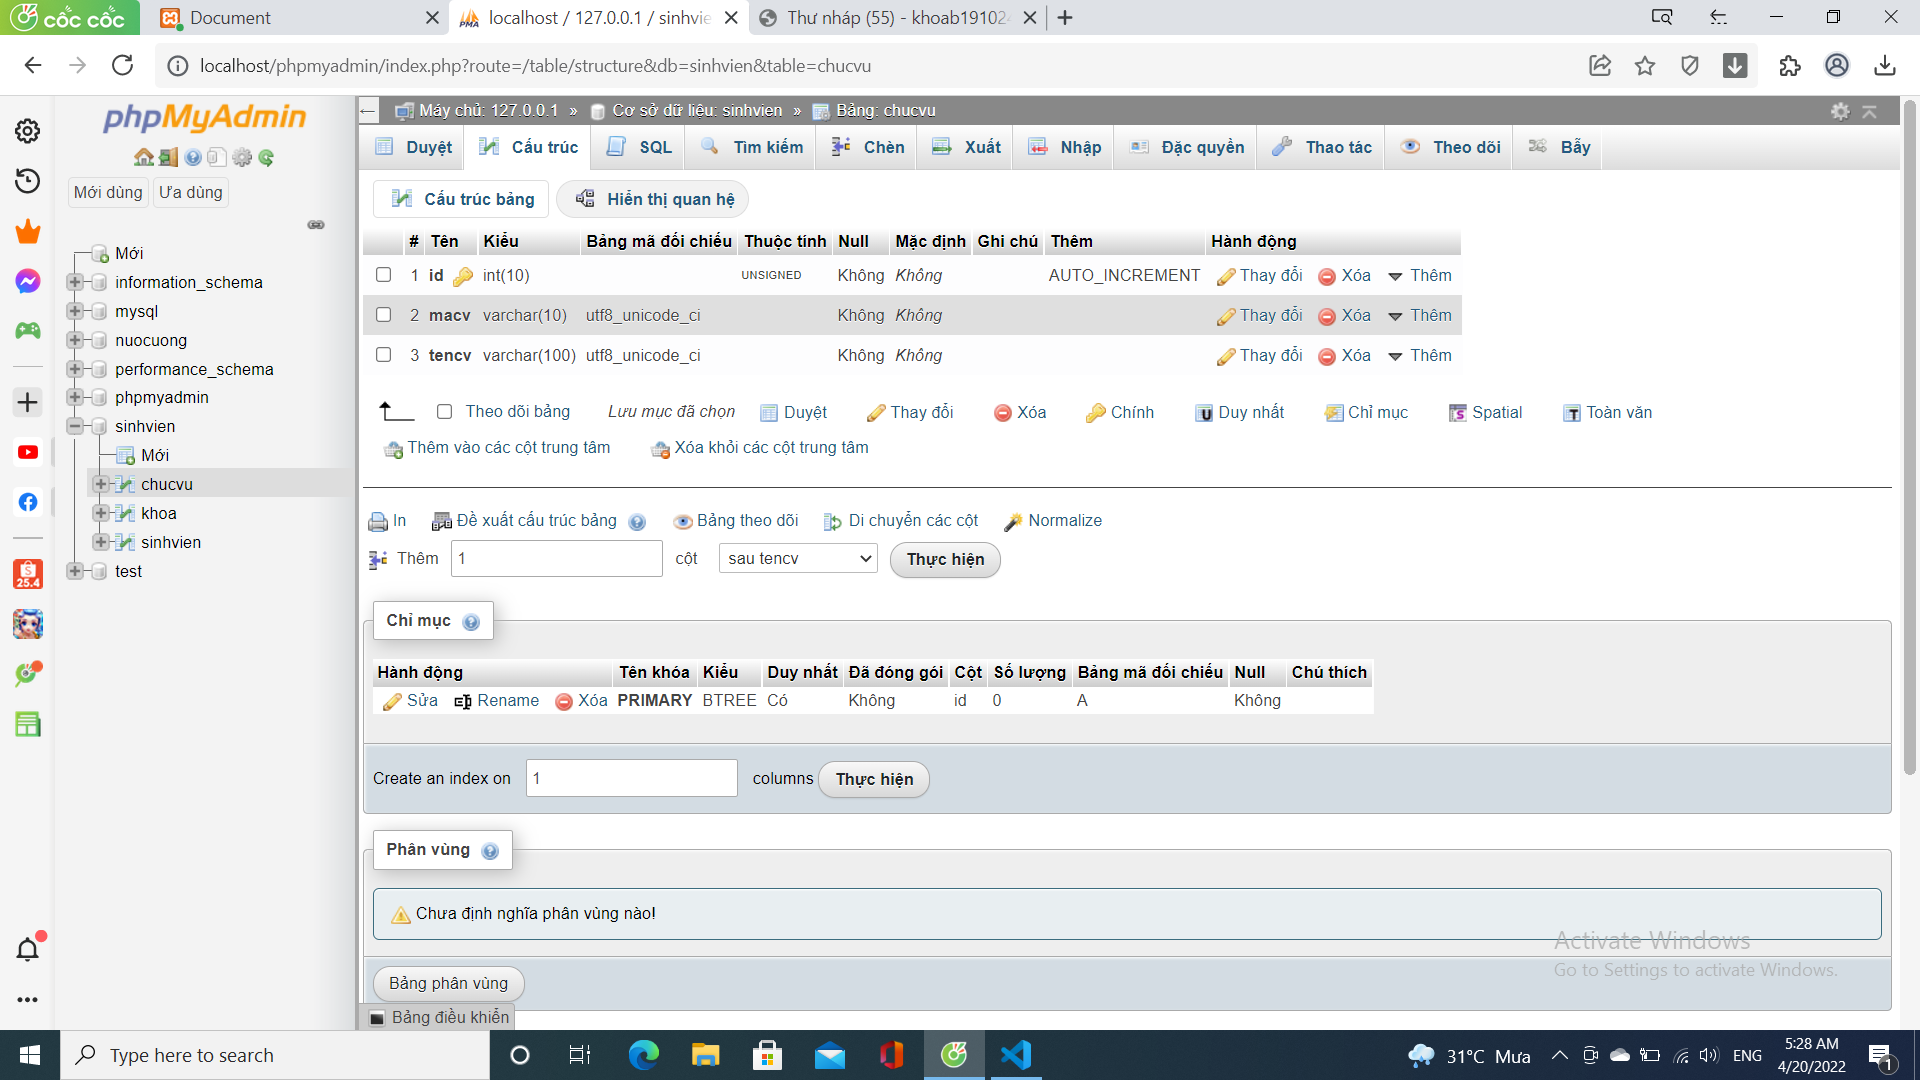 cốc cốc
Document
localhost / 127.0.0.1 / sinhvie
Thư nháp (55) - khoab19102
localhost/phpmyadmin/index.php?route=/table/structure&db=sinhvien&table=chucvu
phpMyAdmin
Mới dùng Ưa dùng
Mới
information_schema
mysql
nuocuong
performance_schema
phpmyadmin
sinhvien
Mới
chucvu
khoa
sinhvien
test
25.4
Máy chủ: 127.0.0.1 » Cơ sở dữ liệu: sinhvien » Bảng: chucvu
Duyệt Cấu trúc SQL Tìm kiếm Chèn Xuất Nhập Đặc quyền Thao tác Theo dõi Bẫy
Cấu trúc bảng Hiển thị quan hệ
# Tên Kiểu Bảng mã đối chiếu Thuộc tính Null Mặc định Ghi chú Thêm Hành động
1 id int(10) UNSIGNED Không Không AUTO_INCREMENT Thay đổi Xóa Thêm
2 macv varchar(10) utf8_unicode_ci Không Không Thay đổi Xóa Thêm
3 tencv varchar(100) utf8_unicode_ci Không Không Thay đổi Xóa Thêm
Theo dõi bảng Lưu mục đã chọn Duyệt Thay đổi Xóa Chính Duy nhất Chỉ mục Spatial Toàn văn
Thêm vào các cột trung tâm Xóa khỏi các cột trung tâm
In Đề xuất cấu trúc bảng Bảng theo dõi Di chuyển các cột Normalize
Thêm 1 cột sau tencv Thực hiện
Chỉ mục
Hành động Tên khóa Kiểu Duy nhất Đã đóng gói Cột Số lượng Bảng mã đối chiếu Null Chú thích
Sửa Rename Xóa PRIMARY BTREE Có Không id 0 A Không
Create an index on 1 columns Thực hiện
Phân vùng
Chưa định nghĩa phân vùng nào!
Activate Windows
Go to Settings to activate Windows.
Bảng phân vùng
Bảng điều khiển
Type here to search
31°C Mưa
ENG
5:28 AM
4/20/2022
1